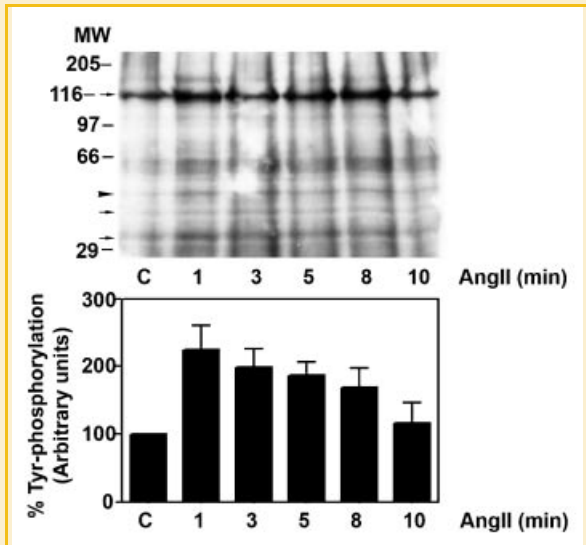 MW
205
116
97
66
29
C 1 3 5 8 10 AngII (min)
% Tyr-phosphorylation
(Arbitrary units)
300
200
100
0
C 1 3 5 8 10 AngII (min)